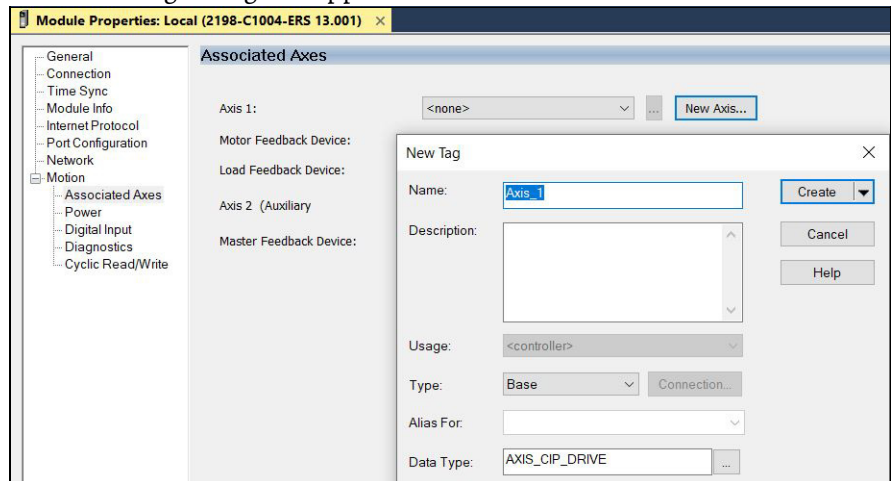 Module Properties: Local (2198-C1004-ERS 13.001) ×
General
Connection
Time Sync
Module Info
Internet Protocol
Port Configuration
Network
Motion
Associated Axes
Power
Digital Input
Diagnostics
Cyclic Read/Write
Associated Axes
Axis 1: <none> ... New Axis...
Motor Feedback Device:
Load Feedback Device:
Axis 2 (Auxiliary
Master Feedback Device:
New Tag ×
Name: Axis_1 Create
Description: Cancel
Help
Usage: <controller>
Type: Base Connection...
Alias For:
Data Type: AXIS_CIP_DRIVE ...